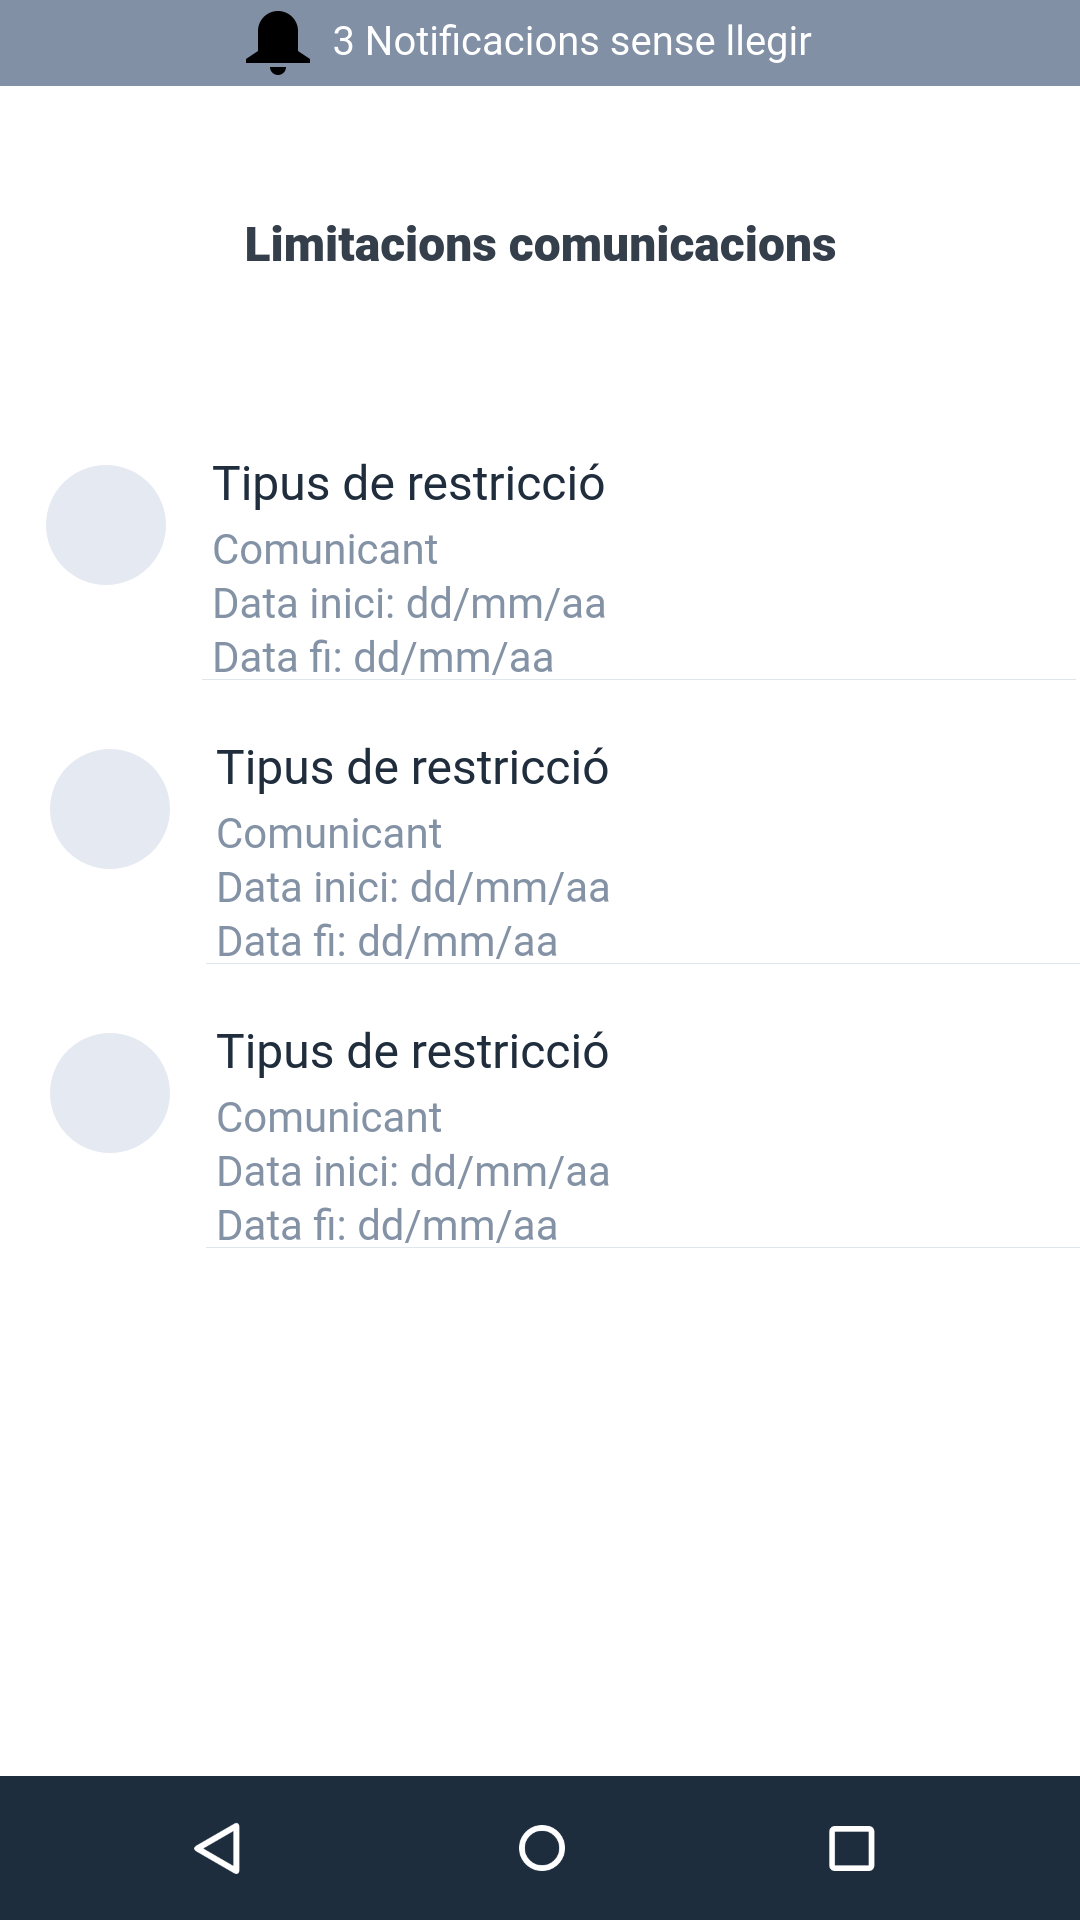 3 Notificacions sense llegir
Limitacions comunicacions
Tipus de restricció
Comunicant
Data inici: dd/mm/aa
Data fi: dd/mm/aa
Tipus de restricció
Comunicant
Data inici: dd/mm/aa
Data fi: dd/mm/aa
Tipus de restricció
Comunicant
Data inici: dd/mm/aa
Data fi: dd/mm/aa